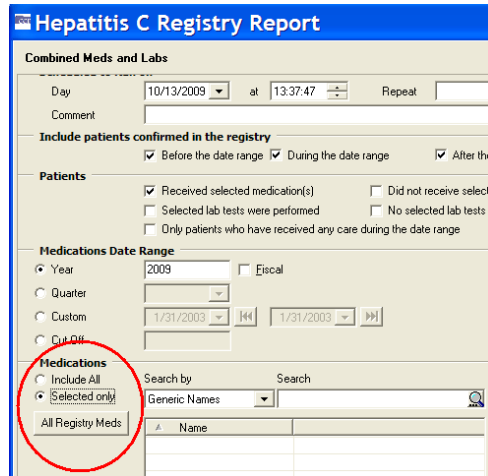 Hepatitis C Registry Report
Combined Meds and Labs
Day 10/13/2009 at 13:37:47 Repeat
Comment
Include patients confirmed in the registry
Before the date range During the date range After the
Patients
Received selected medication(s) Did not receive select
Selected lab tests were performed No selected lab tests
Only patients who have received any care during the date range
Medications Date Range
Year 2009 Fiscal
Quarter
Custom 1/31/2003 1/31/2003
Cut Off
Medications
Include All Search by Search
Selected only Generic Names
All Registry Meds Name